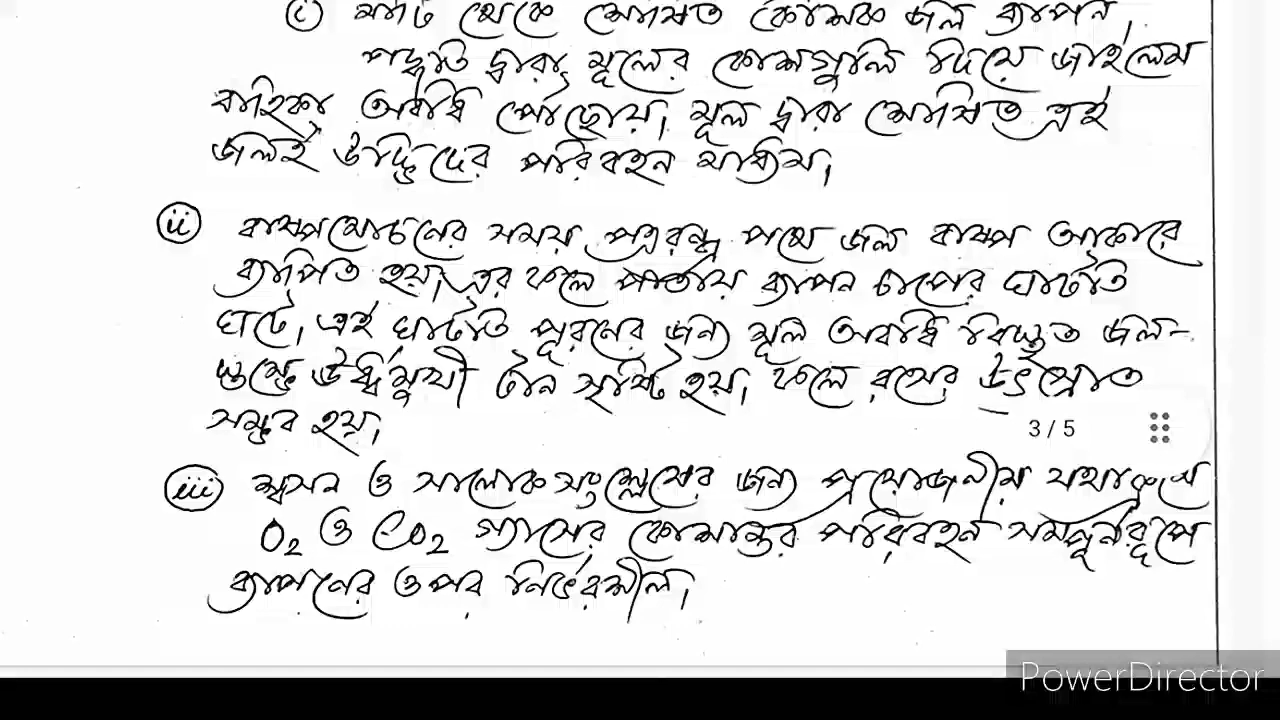 i মাটি থেকে শোষিত কৈশিক জল ব্যাপন
পদ্ধতি দ্বারা মূলের কোশগুলি দিয়ে জাইলেম
বাহিকা অবধি পৌছোয়। মূল দ্বারা শোষিত এই
জলই উদ্ভিদের পরিবহন মাধ্যম।
ii বাষ্পমোচনের সময় পত্ররন্ধ্র পথে জল বাষ্প আকারে
ব্যাপিত হয়। এর ফলে পাতায় ব্যাপন চাপের ঘাটতি
ঘটে। এই ঘাটতি পূরণের জন্য মূল অবধি বিস্তৃত জল-
স্তম্ভে ঊর্ধ্বমুখী টান সৃষ্টি হয়। ফলে রসের উৎস্রোত
সম্ভব হয়।
3 / 5
iii শ্বসন ও সালোকসংশ্লেষের জন্য প্রয়োজনীয় যথাক্রমে
O₂ ও CO₂ গ্যাসের কোশান্তর পরিবহন সম্পূর্ণরূপে
ব্যাপনের ওপর নির্ভরশীল।
PowerDirector